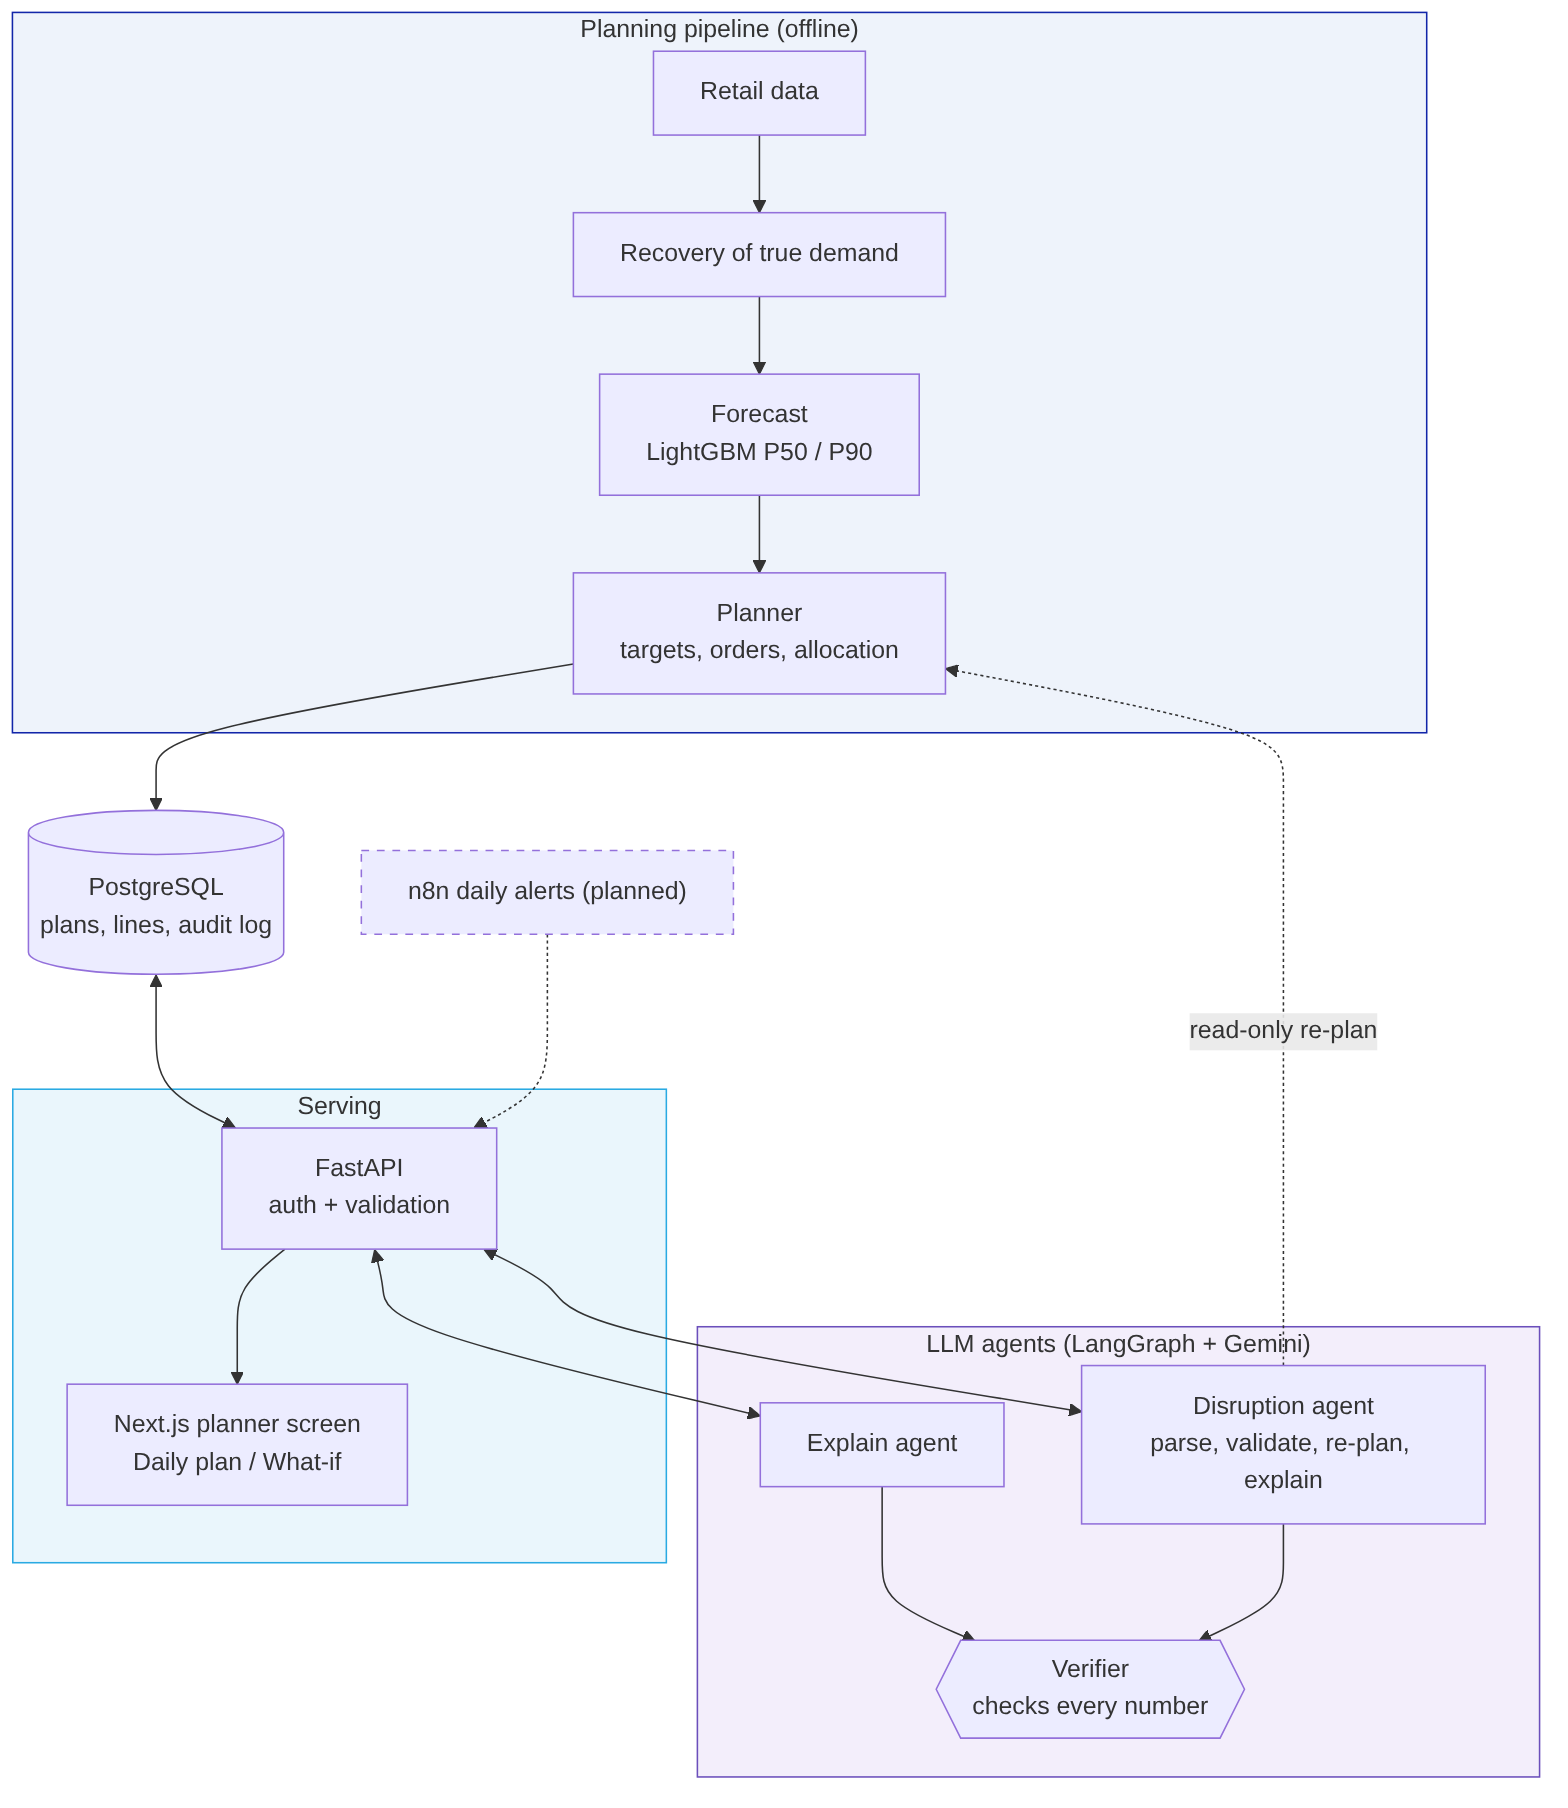 Planning pipeline (offline)
Retail data
Recovery of true demand
Forecast
LightGBM P50 / P90
Planner
targets, orders, allocation
PostgreSQL
plans, lines, audit log
n8n daily alerts (planned)
read-only re-plan
Serving
FastAPI
auth + validation
Next.js planner screen
Daily plan / What-if
LLM agents (LangGraph + Gemini)
Explain agent
Disruption agent
parse, validate, re-plan,
explain
Verifier
checks every number